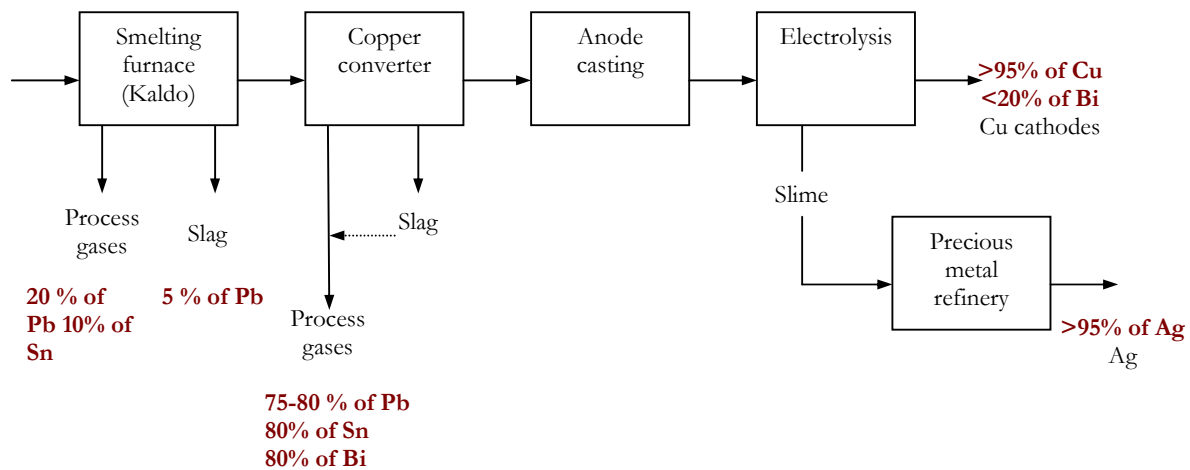 Smelting
furnace
(Kaldo)
Copper
converter
Anode
casting
Electrolysis
>95% of Cu
<20% of Bi
Cu cathodes
Process
gases
Slag
20 % of
Pb 10% of
Sn
5 % of Pb
Slag
Process
gases
75-80 % of Pb
80% of Sn
80% of Bi
Slime
Precious
metal
refinery
>95% of Ag
Ag